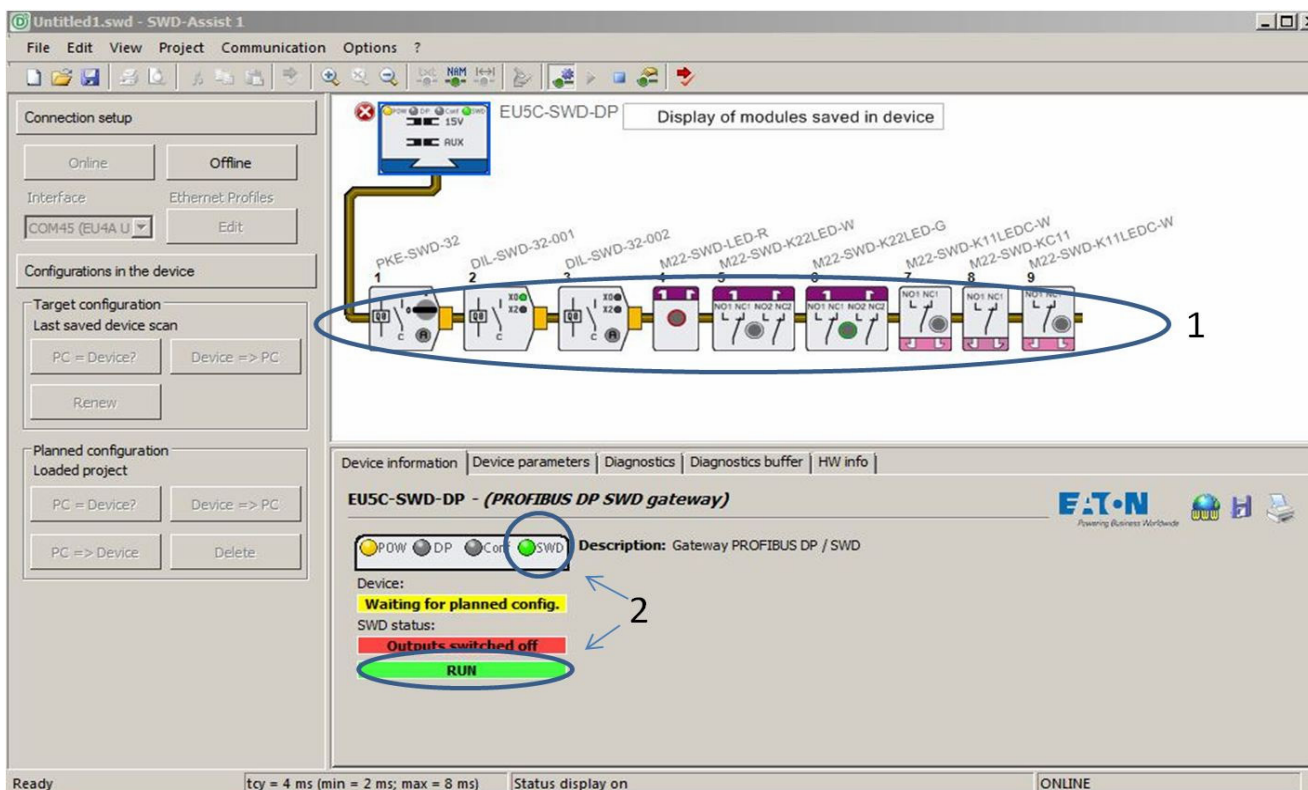 Untitled1.swd - SWD-Assist 1
File Edit View Project Communication Options ?
NAM
Connection setup
Online Offline
Interface Ethernet Profiles
COM45 (EU4A U Edit
Configurations in the device
Target configuration
Last saved device scan
PC = Device? Device => PC
Renew
Planned configuration
Loaded project
PC = Device? Device => PC
PC => Device Delete
POW DP Conf SWD
15V
AUX
EU5C-SWD-DP
Display of modules saved in device
PKE-SWD-32
DIL-SWD-32-001
DIL-SWD-32-002
M22-SWD-LED-R
M22-SWD-K22LED-W
M22-SWD-K22LED-G
M22-SWD-K11LEDC-W
M22-SWD-KC11
M22-SWD-K11LEDC-W
1 2 3 4 5 6 7 8 9
1
Device information Device parameters Diagnostics Diagnostics buffer HW info
EU5C-SWD-DP - (PROFIBUS DP SWD gateway)
EATON
Powering Business Worldwide
POW DP Conf SWD
Description: Gateway PROFIBUS DP / SWD
Device:
Waiting for planned config.
SWD status:
Outputs switched off
RUN
2
Ready tcy = 4 ms (min = 2 ms; max = 8 ms) Status display on ONLINE